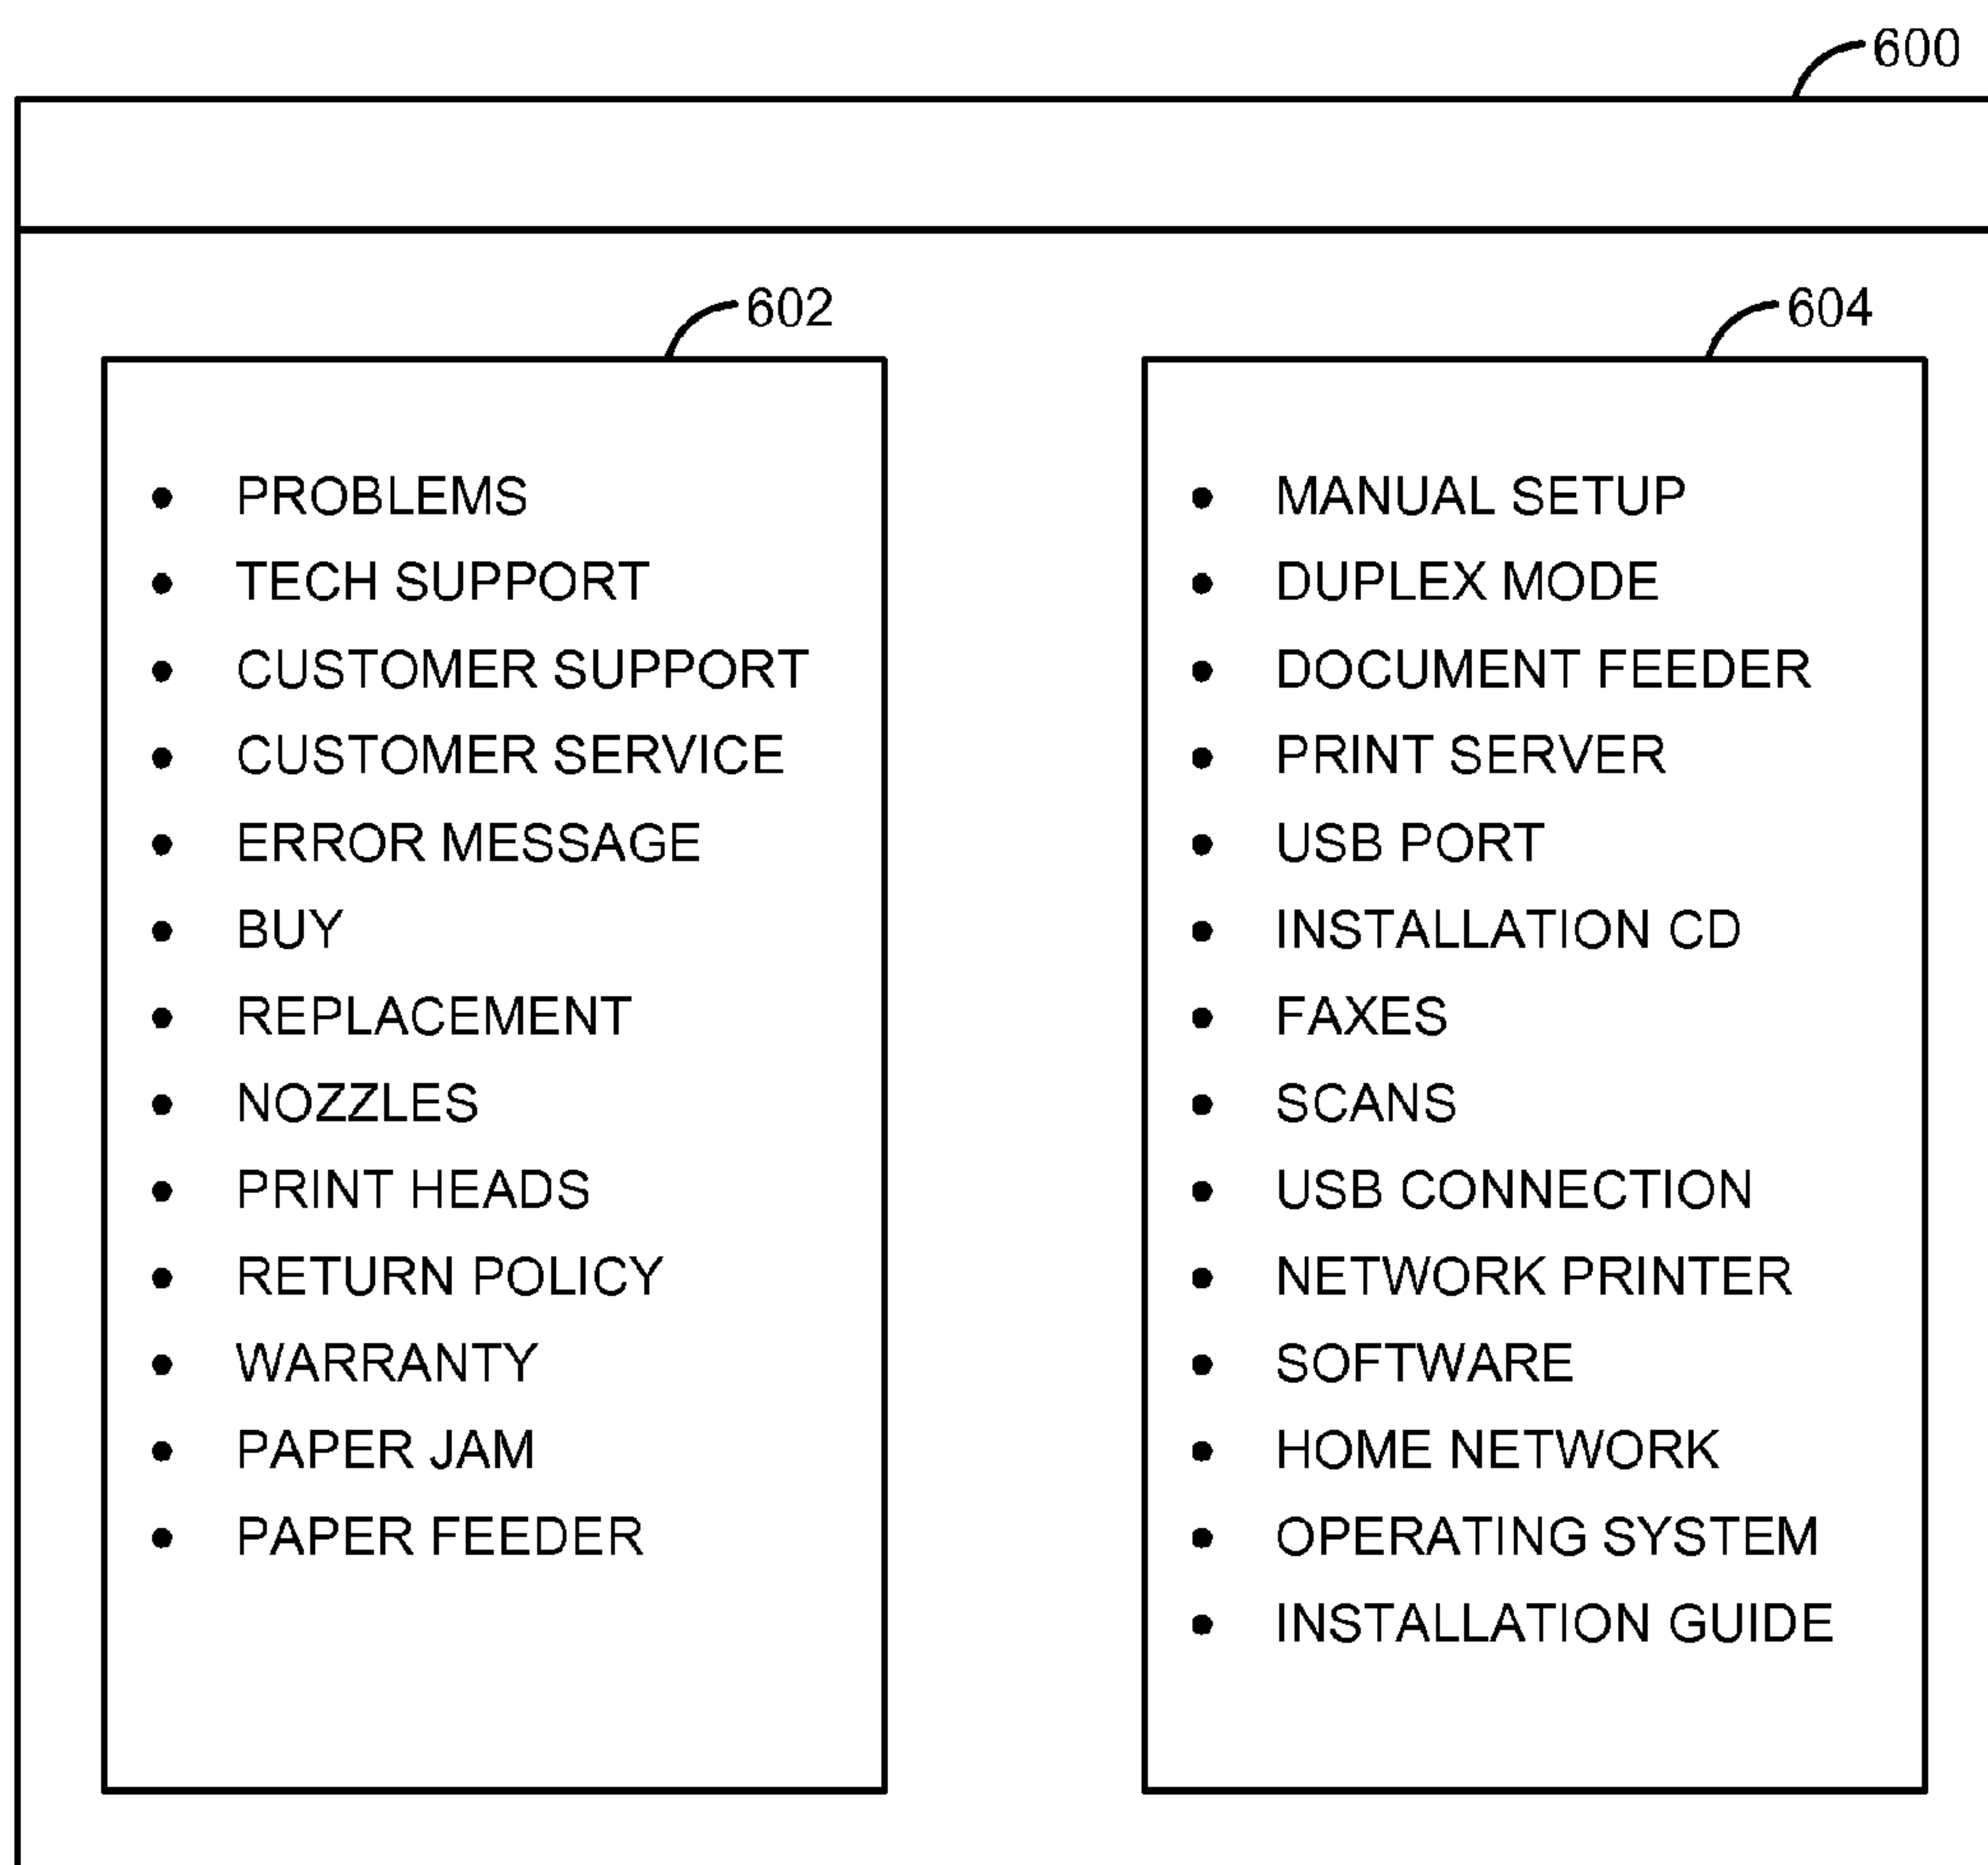 600
602
• PROBLEMS
• TECH SUPPORT
• CUSTOMER SUPPORT
• CUSTOMER SERVICE
• ERROR MESSAGE
• BUY
• REPLACEMENT
• NOZZLES
• PRINT HEADS
• RETURN POLICY
• WARRANTY
• PAPER JAM
• PAPER FEEDER
604
• MANUAL SETUP
• DUPLEX MODE
• DOCUMENT FEEDER
• PRINT SERVER
• USB PORT
• INSTALLATION CD
• FAXES
• SCANS
• USB CONNECTION
• NETWORK PRINTER
• SOFTWARE
• HOME NETWORK
• OPERATING SYSTEM
• INSTALLATION GUIDE